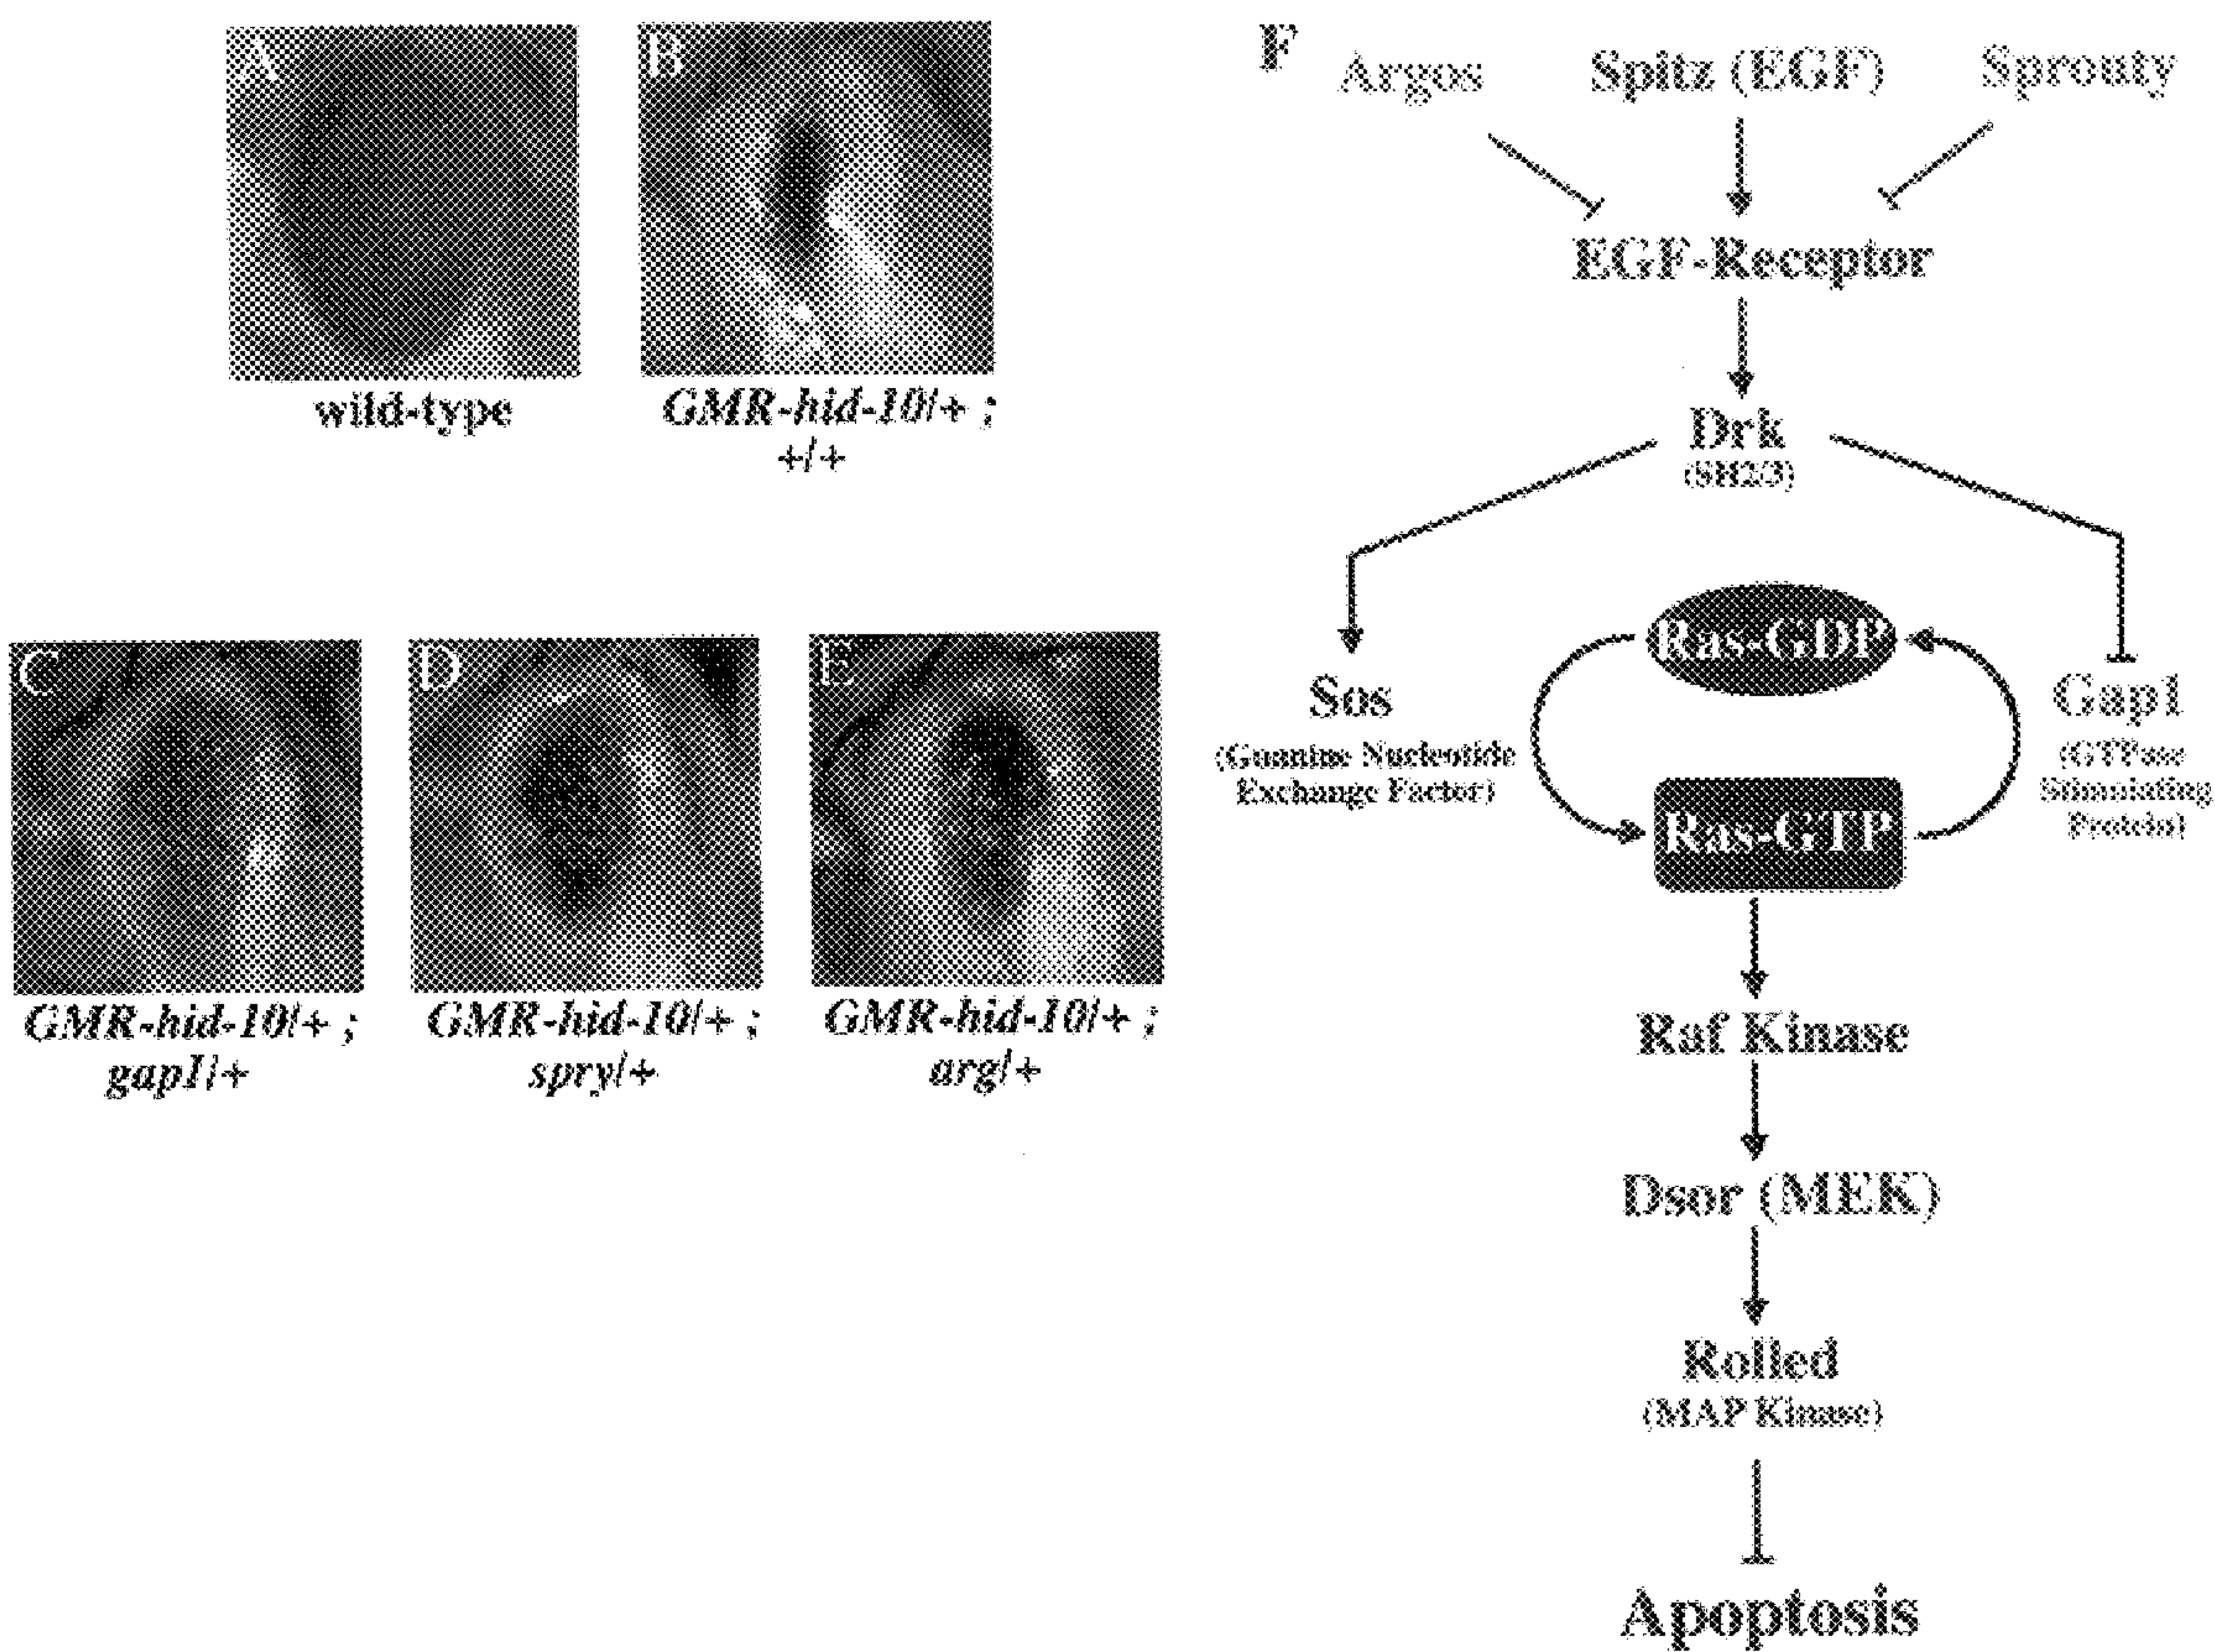 A
B
wild-type
GMR-hid-10/+ ;
+/+
C
D
E
GMR-hid-10/+ ;
gap1/+
GMR-hid-10/+ ;
spry/+
GMR-hid-10/+ ;
arg/+
F
Argos
Spitz (EGF)
Sprouty
EGF-Receptor
Drk
(SH2/3)
Sos
(Guanine Nucleotide
Exchange Factor)
Ras-GDP
Ras-GTP
Gap1
(GTPase
Stimulating
Protein)
Raf Kinase
Dsor (MEK)
Rolled
(MAP Kinase)
Apoptosis